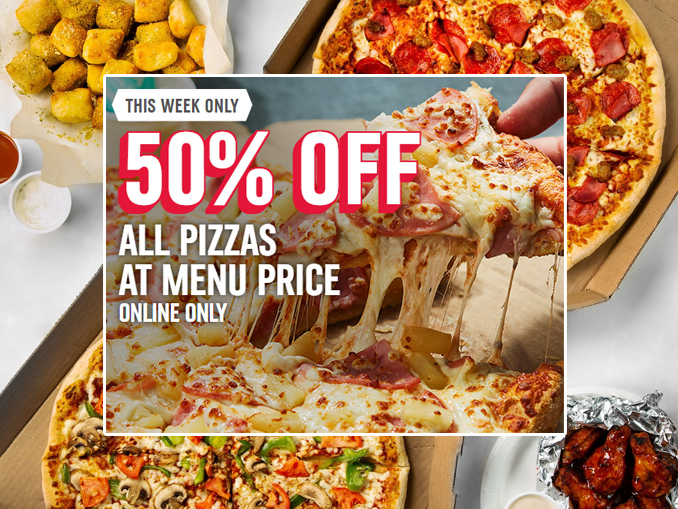 THIS WEEK ONLY
50% OFF
ALL PIZZAS
AT MENU PRICE
ONLINE ONLY